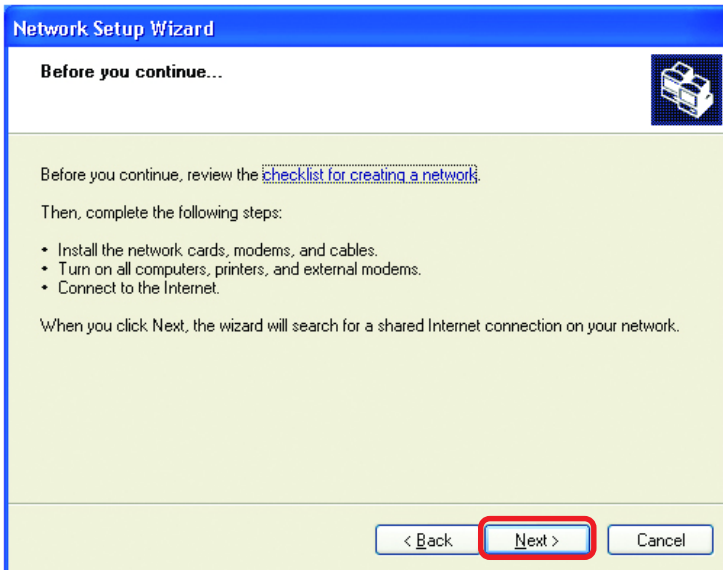 Network Setup Wizard
Before you continue...
Before you continue, review the checklist for creating a network.
Then, complete the following steps:
• Install the network cards, modems, and cables.
• Turn on all computers, printers, and external modems.
• Connect to the Internet.
When you click Next, the wizard will search for a shared Internet connection on your network.
< Back Next > Cancel